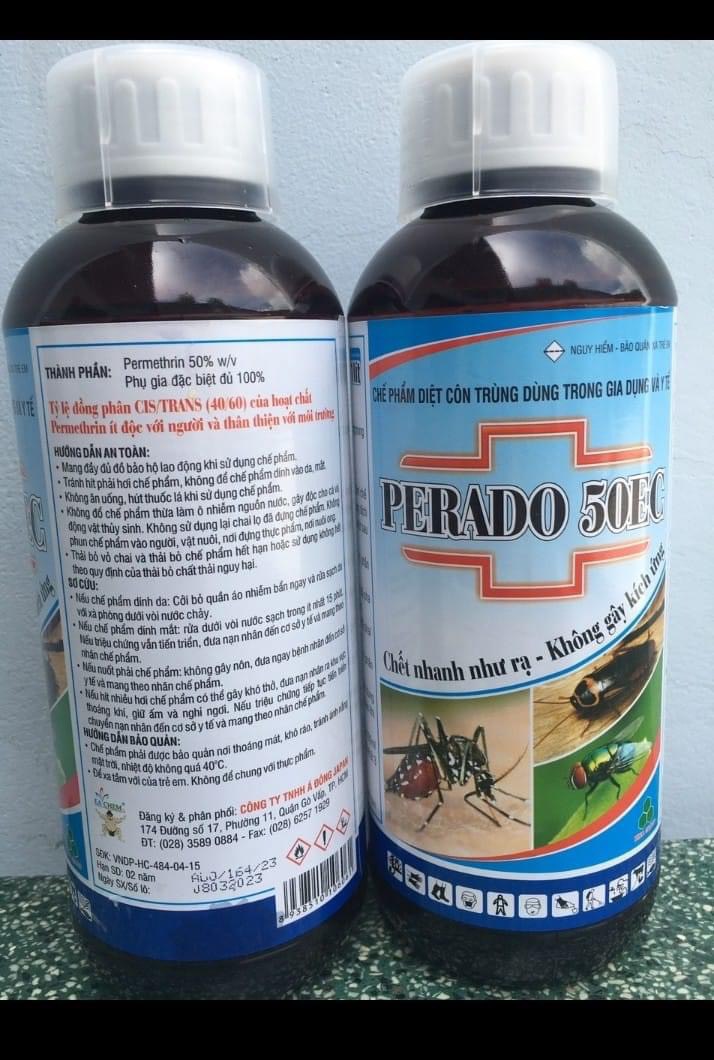 THÀNH PHẦN: Permethrin 50% w/v
Phụ gia đặc biệt đủ 100%
Tỷ lệ đồng phân CIS/TRANS (40/60) của hoạt chất
Permethrin ít độc với người và thân thiện với môi trường
HƯỚNG DẪN AN TOÀN:
• Mang đầy đủ đồ bảo hộ lao động khi sử dụng chế phẩm.
• Tránh hít phải hơi chế phẩm, không để chế phẩm dính vào da, mắt.
• Không ăn uống, hút thuốc lá khi sử dụng chế phẩm.
• Không đổ chế phẩm thừa làm ô nhiễm nguồn nước, gây độc cho cá và
động vật thủy sinh. Không sử dụng lại chai lọ đã đựng chế phẩm. Không
phun chế phẩm vào người, vật nuôi, nơi đựng thực phẩm, nơi nuôi ong.
• Thải bỏ vỏ chai và thải bỏ chế phẩm hết hạn hoặc sử dụng không hết
theo quy định của thải bỏ chất thải nguy hại.
SƠ CỨU:
• Nếu chế phẩm dính da: Cởi bỏ quần áo nhiễm bẩn ngay và rửa sạch da
với xà phòng dưới vòi nước chảy.
• Nếu chế phẩm dính mắt: rửa dưới vòi nước sạch trong ít nhất 15 phút.
Nếu triệu chứng vẫn tiến triển, đưa nạn nhân đến cơ sở y tế và mang theo
nhãn chế phẩm.
• Nếu nuốt phải chế phẩm: không gây nôn, đưa ngay bệnh nhân đến cơ sở
y tế và mang theo nhãn chế phẩm.
• Nếu hít nhiều hơi chế phẩm có thể gây khó thở, đưa nạn nhân ra khu vực
thoáng khí, giữ ấm và nghỉ ngơi. Nếu triệu chứng tiếp tục tiến triển
chuyển nạn nhân đến cơ sở y tế và mang theo nhãn chế phẩm.
HƯỚNG DẪN BẢO QUẢN:
• Chế phẩm phải được bảo quản nơi thoáng mát, khô ráo, tránh ánh nắng
mặt trời, nhiệt độ không quá 40°C.
• Để xa tầm với của trẻ em. Không để chung với thực phẩm.
Đăng ký & phân phối: CÔNG TY TNHH Á ĐÔNG JAPAN
174 Đường số 17, Phường 11, Quận Gò Vấp, TP. HCM
ĐT: (028) 3589 0884 - Fax: (028) 6257 1929
SĐK: VNDP-HC-484-04-15
Hạn SD: 02 năm
Ngày SX/Số lô:
J8032023
NGUY HIỂM - BẢO QUẢN XA TRẺ EM
CHẾ PHẨM DIỆT CÔN TRÙNG DÙNG TRONG GIA DỤNG VÀ Y TẾ
PERADO 50EC
Chết nhanh như rạ - Không gây kích ứng